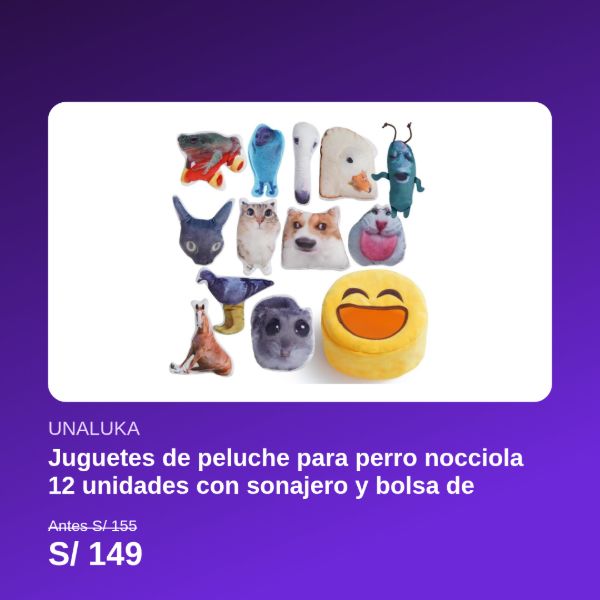 UNALUKA
Juguetes de peluche para perro nocciola
12 unidades con sonajero y bolsa de
Antes S/ 155
S/ 149